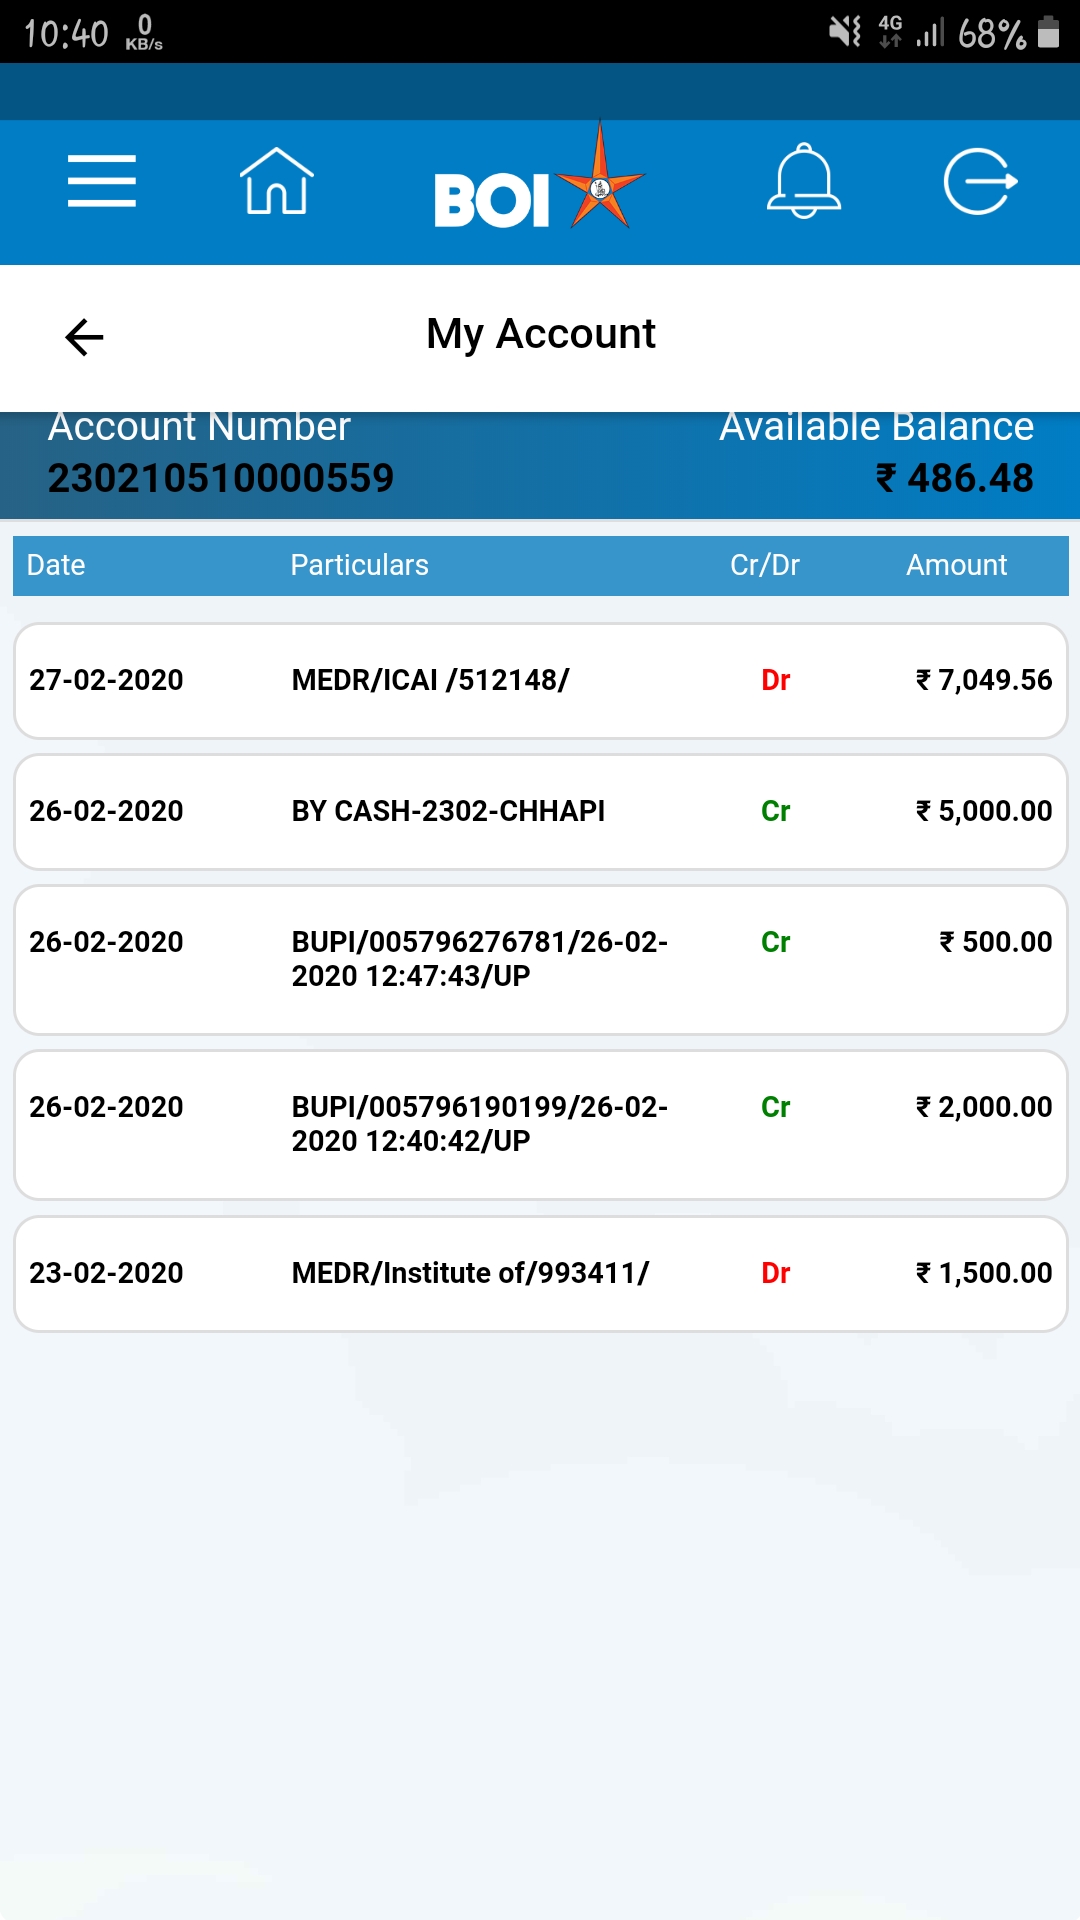 10:40 0 KB/s 4G 68%
BOI
My Account
Account Number Available Balance
230210510000559 ₹ 486.48
Date Particulars Cr/Dr Amount
27-02-2020 MEDR/ICAI /512148/ Dr ₹ 7,049.56
26-02-2020 BY CASH-2302-CHHAPI Cr ₹ 5,000.00
26-02-2020 BUPI/005796276781/26-02- Cr ₹ 500.00
2020 12:47:43/UP
26-02-2020 BUPI/005796190199/26-02- Cr ₹ 2,000.00
2020 12:40:42/UP
23-02-2020 MEDR/Institute of/993411/ Dr ₹ 1,500.00